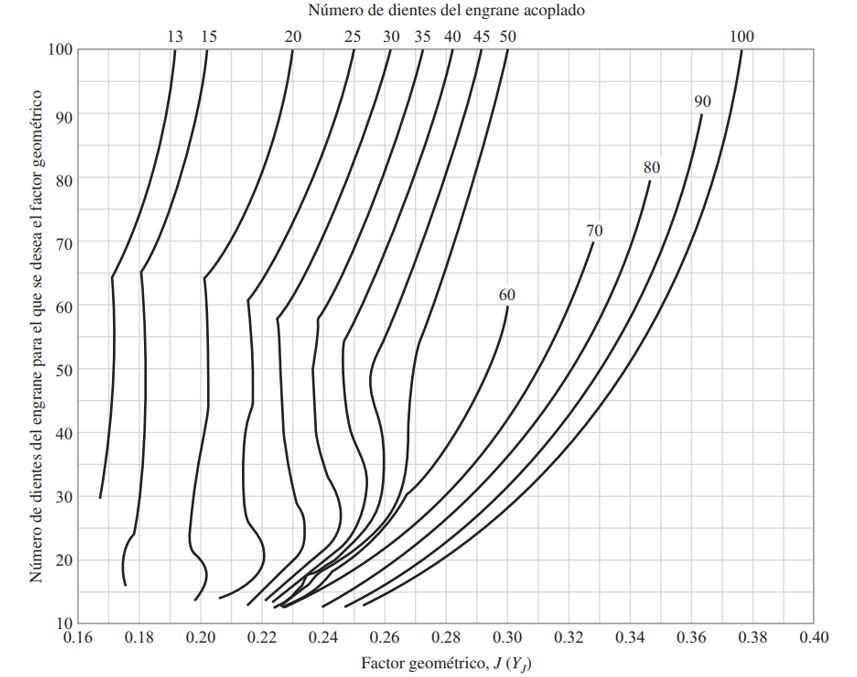 Número de dientes del engrane acoplado
13 15 20 25 30 35 40 45 50 100
100
90
90
80
80
70
70
60
60
50
40
30
20
10
Número de dientes del engrane para el que se desea el factor geométrico
0.16 0.18 0.20 0.22 0.24 0.26 0.28 0.30 0.32 0.34 0.36 0.38 0.40
Factor geométrico, J (Y_J)